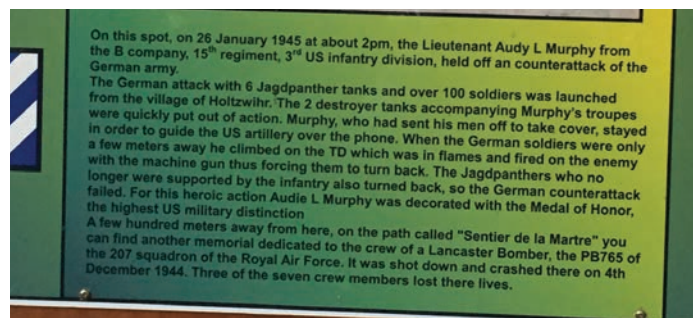 On this spot, on 26 January 1945 at about 2pm, the Lieutenant Audy L Murphy from
the B company, 15th regiment, 3rd US infantry division, held off an counterattack of the
German army.
The German attack with 6 Jagdpanther tanks and over 100 soldiers was launched
from the village of Holtzwihr. The 2 destroyer tanks accompanying Murphy's troupes
were quickly put out of action. Murphy, who had sent his men off to take cover, stayed
in order to guide the US artillery over the phone. When the German soldiers were only
a few meters away he climbed on the TD which was in flames and fired on the enemy
with the machine gun thus forcing them to turn back. The Jagdpanthers who no
longer were supported by the infantry also turned back, so the German counterattack
failed. For this heroic action Audie L Murphy was decorated with the Medal of Honor,
the highest US military distinction
A few hundred meters away from here, on the path called "Sentier de la Martre" you
can find another memorial dedicated to the crew of a Lancaster Bomber, the PB765 of
the 207 squadron of the Royal Air Force. It was shot down and crashed there on 4th
December 1944. Three of the seven crew members lost there lives.